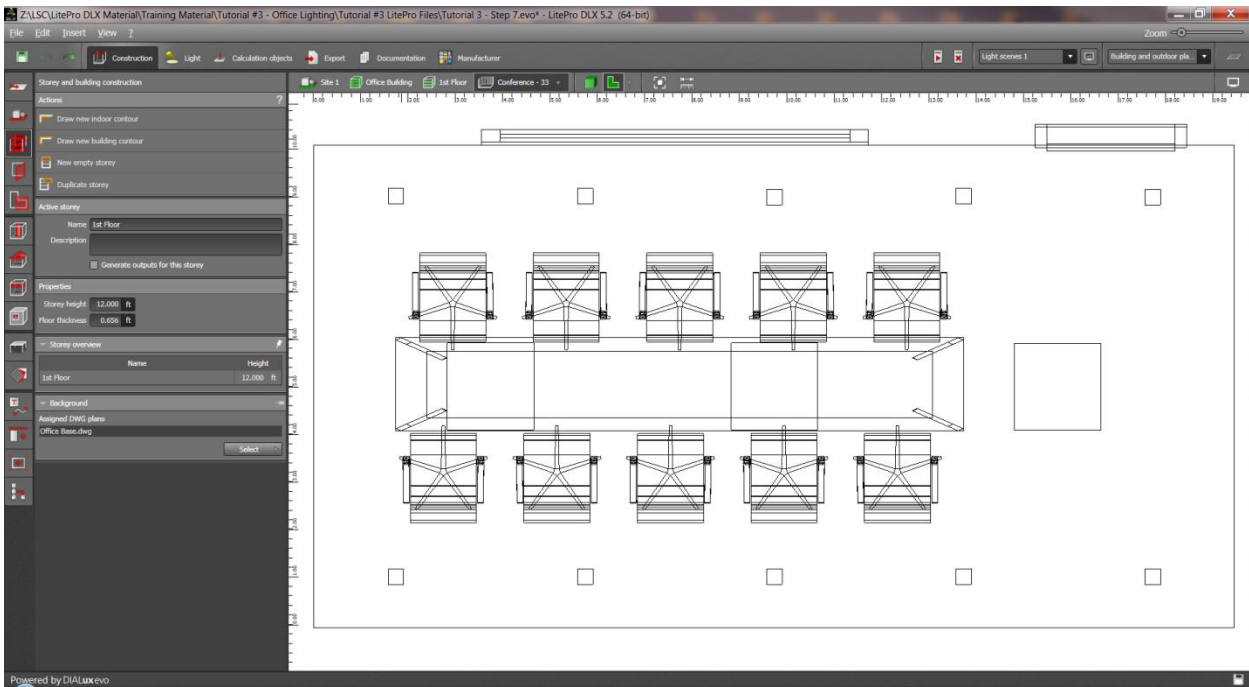 Z:\LSC\LitePro DLX Material\Training Material\Tutorial #3 - Office Lighting\Tutorial #3 LitePro Files\Tutorial 3 - Step 7.evo* - LitePro DLX 5.2 (64-bit)
File Edit Insert View ? Zoom
Construction Light Calculation objects Export Documentation Manufacturer Light scenes 1 Building and outdoor pla...
Storey and building construction Site 1 Office Building 1st Floor Conference - 33
Actions ?
Draw new indoor contour
Draw new building contour
New empty storey
Duplicate storey
Active storey
Name 1st Floor
Description
Generate outputs for this storey
Properties
Storey height 12.000 ft
Floor thickness 0.656 ft
Storey overview
Name Height
1st Floor 12.000 ft
Background
Assigned DWG plans
Office Base.dwg
Select
Powered by DIALux evo